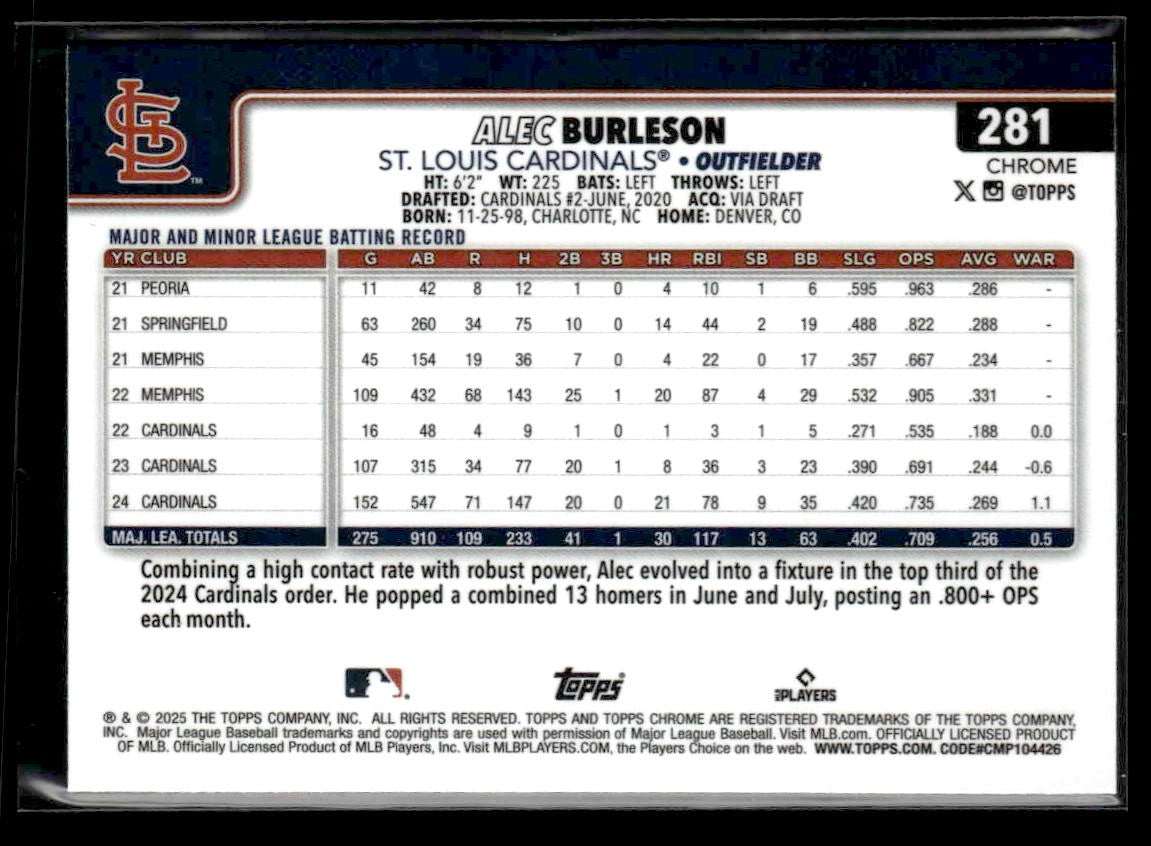 281
CHROME
X @TOPPS
ALEC BURLESON
ST. LOUIS CARDINALS® • OUTFIELDER
HT: 6'2" WT: 225 BATS: LEFT THROWS: LEFT
DRAFTED: CARDINALS #2-JUNE, 2020 ACQ: VIA DRAFT
BORN: 11-25-98, CHARLOTTE, NC HOME: DENVER, CO
MAJOR AND MINOR LEAGUE BATTING RECORD
YR CLUB G AB R H 2B 3B HR RBI SB BB SLG OPS AVG WAR
21 PEORIA 11 42 8 12 1 0 4 10 1 6 .595 .963 .286 -
21 SPRINGFIELD 63 260 34 75 10 0 14 44 2 19 .488 .822 .288 -
21 MEMPHIS 45 154 19 36 7 0 4 22 0 17 .357 .667 .234 -
22 MEMPHIS 109 432 68 143 25 1 20 87 4 29 .532 .905 .331 -
22 CARDINALS 16 48 4 9 1 0 1 3 1 5 .271 .535 .188 0.0
23 CARDINALS 107 315 34 77 20 1 8 36 3 23 .390 .691 .244 -0.6
24 CARDINALS 152 547 71 147 20 0 21 78 9 35 .420 .735 .269 1.1
MAJ. LEA. TOTALS 275 910 109 233 41 1 30 117 13 63 .402 .709 .256 0.5
Combining a high contact rate with robust power, Alec evolved into a fixture in the top third of the
2024 Cardinals order. He popped a combined 13 homers in June and July, posting an .800+ OPS
each month.
Topps
MLB PLAYERS
® & © 2025 THE TOPPS COMPANY, INC. ALL RIGHTS RESERVED. TOPPS AND TOPPS CHROME ARE REGISTERED TRADEMARKS OF THE TOPPS COMPANY,
INC. Major League Baseball trademarks and copyrights are used with permission of Major League Baseball. Visit MLB.com. OFFICIALLY LICENSED PRODUCT
OF MLB. Officially Licensed Product of MLB Players, Inc. Visit MLBPLAYERS.COM, the Players Choice on the web. WWW.TOPPS.COM. CODE#CMP104426